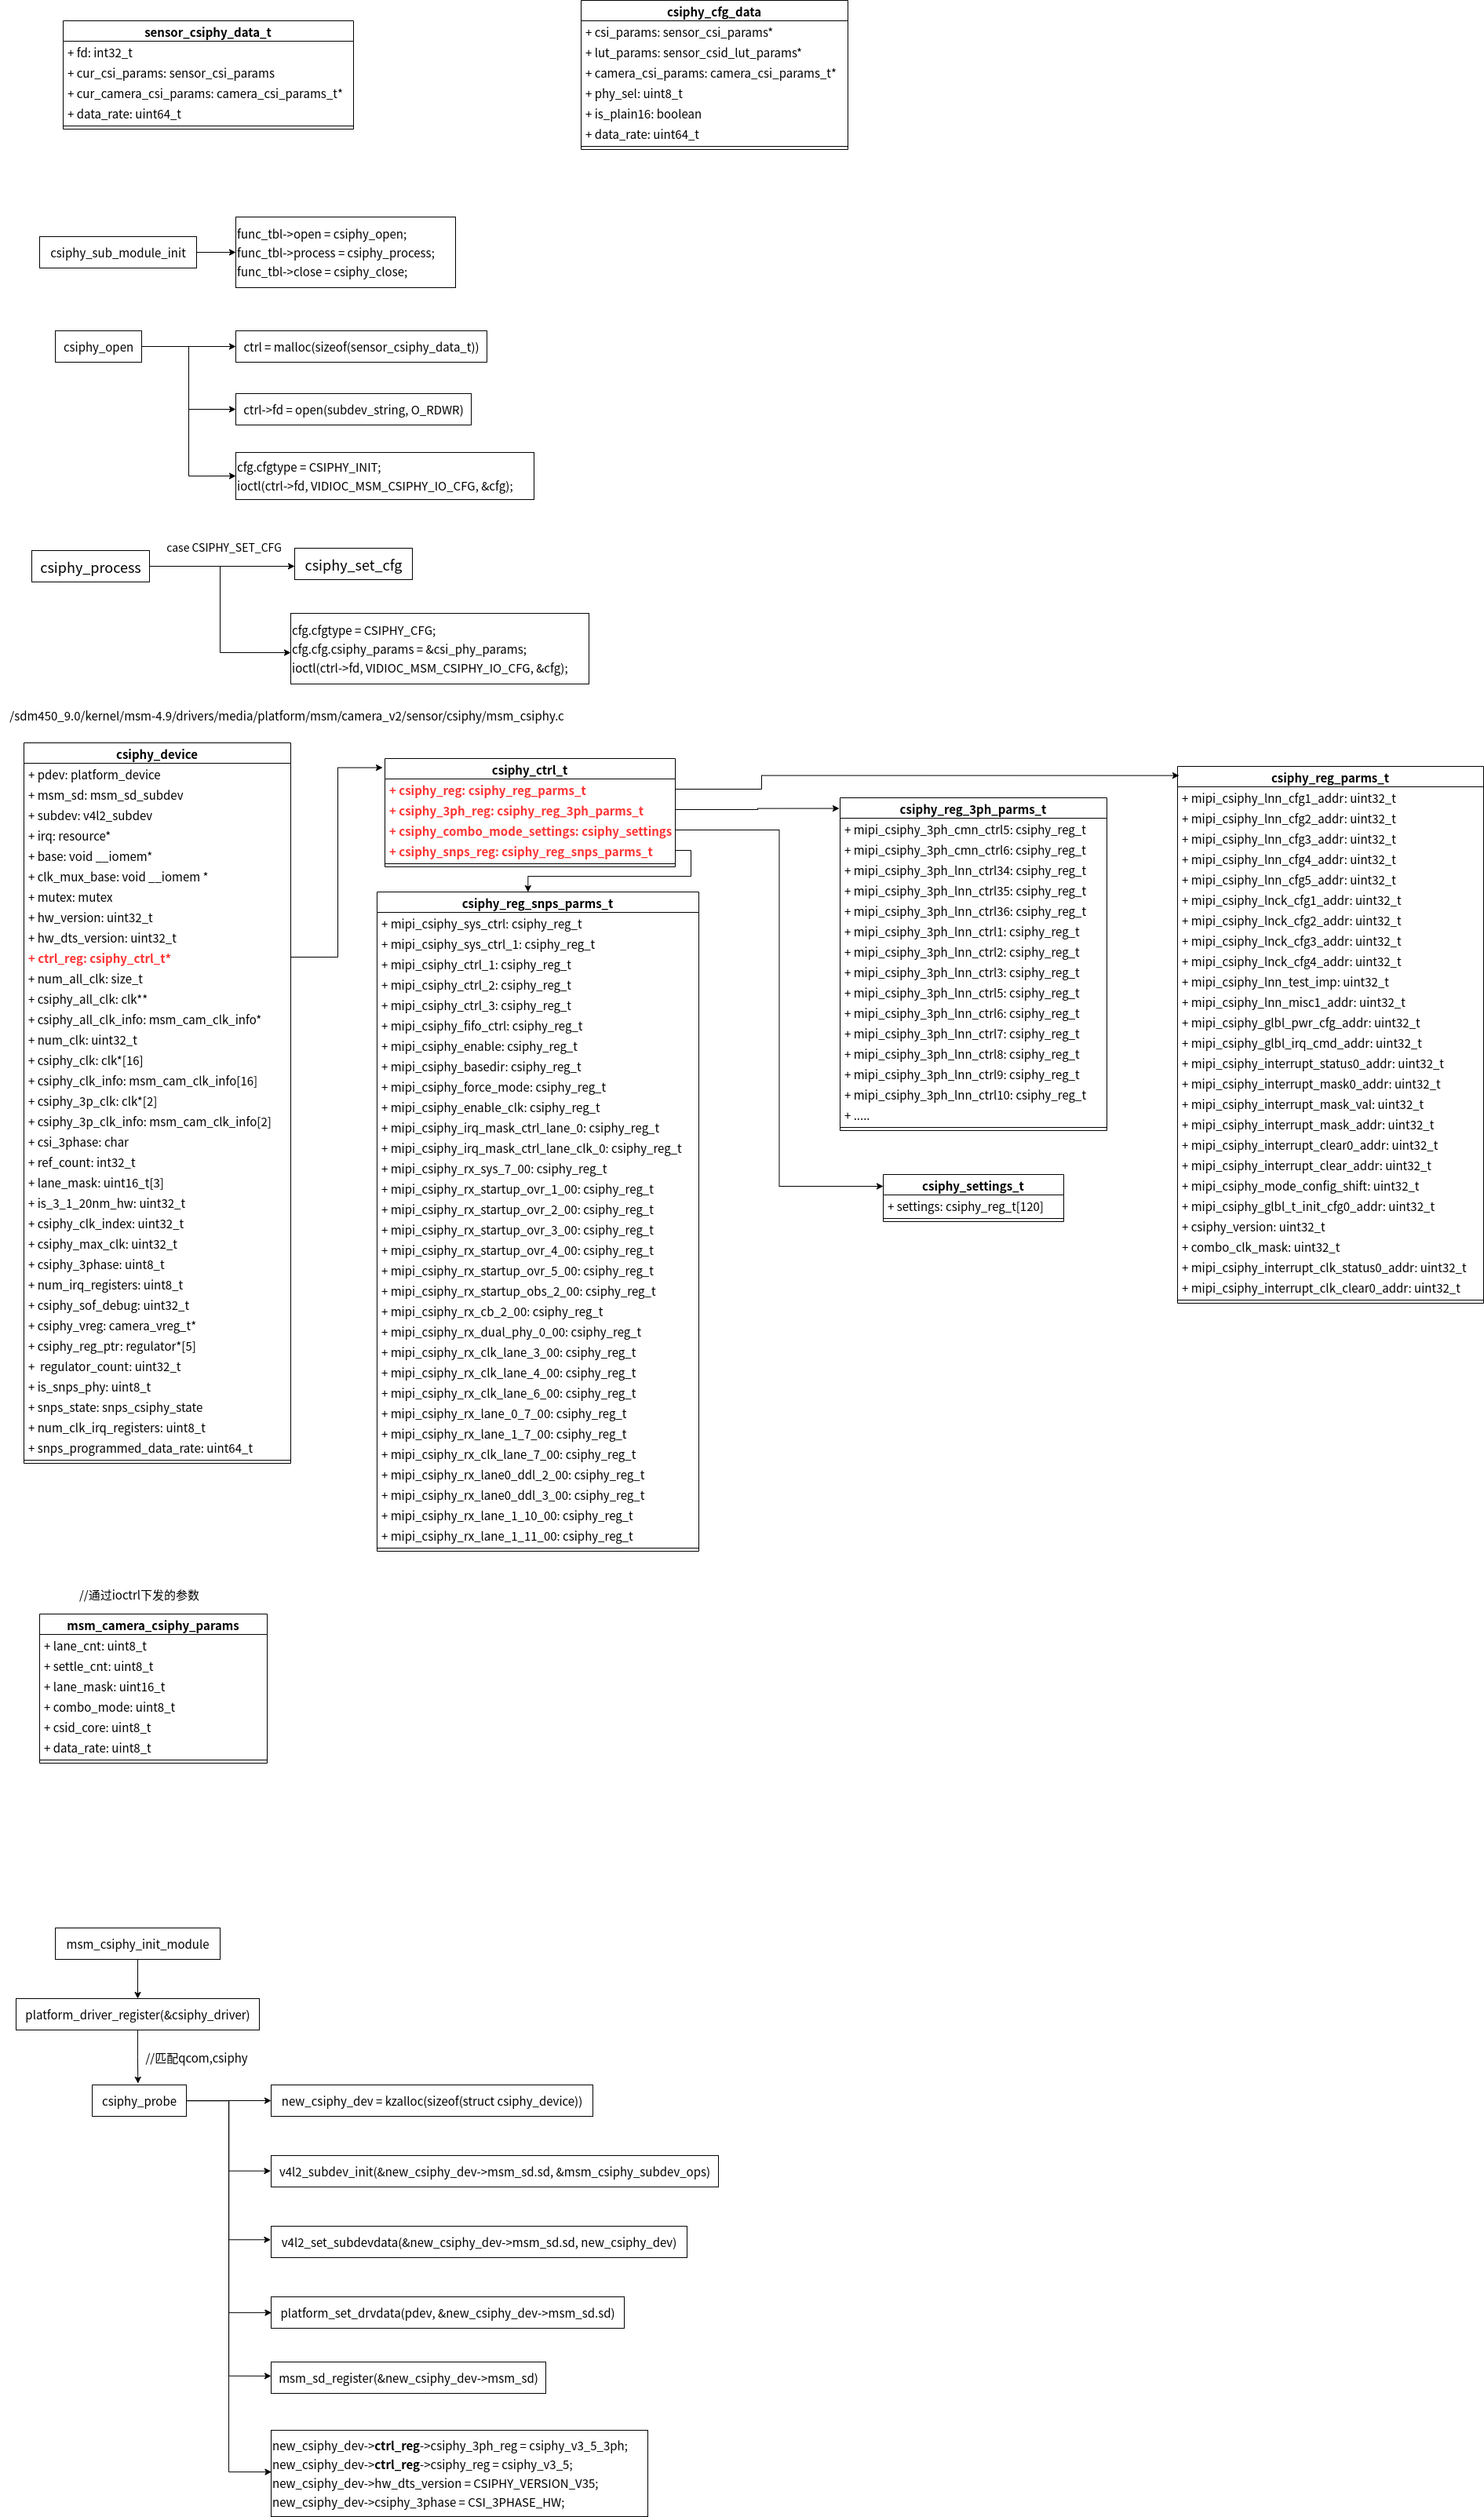 sensor_csiphy_data_t
+ fd: int32_t
+ cur_csi_params: sensor_csi_params
+ cur_camera_csi_params: camera_csi_params_t*
+ data_rate: uint64_t
csiphy_cfg_data
+ csi_params: sensor_csi_params*
+ lut_params: sensor_csid_lut_params*
+ camera_csi_params: camera_csi_params_t*
+ phy_sel: uint8_t
+ is_plain16: boolean
+ data_rate: uint64_t
csiphy_sub_module_init
func_tbl->open = csiphy_open;
func_tbl->process = csiphy_process;
func_tbl->close = csiphy_close;
csiphy_open
ctrl = malloc(sizeof(sensor_csiphy_data_t))
ctrl->fd = open(subdev_string, O_RDWR)
cfg.cfgtype = CSIPHY_INIT;
ioctl(ctrl->fd, VIDIOC_MSM_CSIPHY_IO_CFG, &cfg);
csiphy_process
case CSIPHY_SET_CFG
csiphy_set_cfg
cfg.cfgtype = CSIPHY_CFG;
cfg.cfg.csiphy_params = &csi_phy_params;
ioctl(ctrl->fd, VIDIOC_MSM_CSIPHY_IO_CFG, &cfg);
/sdm450_9.0/kernel/msm-4.9/drivers/media/platform/msm/camera_v2/sensor/csiphy/msm_csiphy.c
csiphy_device
+ pdev: platform_device
+ msm_sd: msm_sd_subdev
+ subdev: v4l2_subdev
+ irq: resource*
+ base: void __iomem*
+ clk_mux_base: void __iomem *
+ mutex: mutex
+ hw_version: uint32_t
+ hw_dts_version: uint32_t
+ ctrl_reg: csiphy_ctrl_t*
+ num_all_clk: size_t
+ csiphy_all_clk: clk**
+ csiphy_all_clk_info: msm_cam_clk_info*
+ num_clk: uint32_t
+ csiphy_clk: clk*[16]
+ csiphy_clk_info: msm_cam_clk_info[16]
+ csiphy_3p_clk: clk*[2]
+ csiphy_3p_clk_info: msm_cam_clk_info[2]
+ csi_3phase: char
+ ref_count: int32_t
+ lane_mask: uint16_t[3]
+ is_3_1_20nm_hw: uint32_t
+ csiphy_clk_index: uint32_t
+ csiphy_max_clk: uint32_t
+ csiphy_3phase: uint8_t
+ num_irq_registers: uint8_t
+ csiphy_sof_debug: uint32_t
+ csiphy_vreg: camera_vreg_t*
+ csiphy_reg_ptr: regulator*[5]
+ regulator_count: uint32_t
+ is_snps_phy: uint8_t
+ snps_state: snps_csiphy_state
+ num_clk_irq_registers: uint8_t
+ snps_programmed_data_rate: uint64_t
csiphy_ctrl_t
+ csiphy_reg: csiphy_reg_parms_t
+ csiphy_3ph_reg: csiphy_reg_3ph_parms_t
+ csiphy_combo_mode_settings: csiphy_settings
+ csiphy_snps_reg: csiphy_reg_snps_parms_t
csiphy_reg_snps_parms_t
+ mipi_csiphy_sys_ctrl: csiphy_reg_t
+ mipi_csiphy_sys_ctrl_1: csiphy_reg_t
+ mipi_csiphy_ctrl_1: csiphy_reg_t
+ mipi_csiphy_ctrl_2: csiphy_reg_t
+ mipi_csiphy_ctrl_3: csiphy_reg_t
+ mipi_csiphy_fifo_ctrl: csiphy_reg_t
+ mipi_csiphy_enable: csiphy_reg_t
+ mipi_csiphy_basedir: csiphy_reg_t
+ mipi_csiphy_force_mode: csiphy_reg_t
+ mipi_csiphy_enable_clk: csiphy_reg_t
+ mipi_csiphy_irq_mask_ctrl_lane_0: csiphy_reg_t
+ mipi_csiphy_irq_mask_ctrl_lane_clk_0: csiphy_reg_t
+ mipi_csiphy_rx_sys_7_00: csiphy_reg_t
+ mipi_csiphy_rx_startup_ovr_1_00: csiphy_reg_t
+ mipi_csiphy_rx_startup_ovr_2_00: csiphy_reg_t
+ mipi_csiphy_rx_startup_ovr_3_00: csiphy_reg_t
+ mipi_csiphy_rx_startup_ovr_4_00: csiphy_reg_t
+ mipi_csiphy_rx_startup_ovr_5_00: csiphy_reg_t
+ mipi_csiphy_rx_startup_obs_2_00: csiphy_reg_t
+ mipi_csiphy_rx_cb_2_00: csiphy_reg_t
+ mipi_csiphy_rx_dual_phy_0_00: csiphy_reg_t
+ mipi_csiphy_rx_clk_lane_3_00: csiphy_reg_t
+ mipi_csiphy_rx_clk_lane_4_00: csiphy_reg_t
+ mipi_csiphy_rx_clk_lane_6_00: csiphy_reg_t
+ mipi_csiphy_rx_lane_0_7_00: csiphy_reg_t
+ mipi_csiphy_rx_lane_1_7_00: csiphy_reg_t
+ mipi_csiphy_rx_clk_lane_7_00: csiphy_reg_t
+ mipi_csiphy_rx_lane0_ddl_2_00: csiphy_reg_t
+ mipi_csiphy_rx_lane0_ddl_3_00: csiphy_reg_t
+ mipi_csiphy_rx_lane_1_10_00: csiphy_reg_t
+ mipi_csiphy_rx_lane_1_11_00: csiphy_reg_t
csiphy_reg_3ph_parms_t
+ mipi_csiphy_3ph_cmn_ctrl5: csiphy_reg_t
+ mipi_csiphy_3ph_cmn_ctrl6: csiphy_reg_t
+ mipi_csiphy_3ph_lnn_ctrl34: csiphy_reg_t
+ mipi_csiphy_3ph_lnn_ctrl35: csiphy_reg_t
+ mipi_csiphy_3ph_lnn_ctrl36: csiphy_reg_t
+ mipi_csiphy_3ph_lnn_ctrl1: csiphy_reg_t
+ mipi_csiphy_3ph_lnn_ctrl2: csiphy_reg_t
+ mipi_csiphy_3ph_lnn_ctrl3: csiphy_reg_t
+ mipi_csiphy_3ph_lnn_ctrl5: csiphy_reg_t
+ mipi_csiphy_3ph_lnn_ctrl6: csiphy_reg_t
+ mipi_csiphy_3ph_lnn_ctrl7: csiphy_reg_t
+ mipi_csiphy_3ph_lnn_ctrl8: csiphy_reg_t
+ mipi_csiphy_3ph_lnn_ctrl9: csiphy_reg_t
+ mipi_csiphy_3ph_lnn_ctrl10: csiphy_reg_t
+ .....
csiphy_settings_t
+ settings: csiphy_reg_t[120]
csiphy_reg_parms_t
+ mipi_csiphy_lnn_cfg1_addr: uint32_t
+ mipi_csiphy_lnn_cfg2_addr: uint32_t
+ mipi_csiphy_lnn_cfg3_addr: uint32_t
+ mipi_csiphy_lnn_cfg4_addr: uint32_t
+ mipi_csiphy_lnn_cfg5_addr: uint32_t
+ mipi_csiphy_lnck_cfg1_addr: uint32_t
+ mipi_csiphy_lnck_cfg2_addr: uint32_t
+ mipi_csiphy_lnck_cfg3_addr: uint32_t
+ mipi_csiphy_lnck_cfg4_addr: uint32_t
+ mipi_csiphy_lnn_test_imp: uint32_t
+ mipi_csiphy_lnn_misc1_addr: uint32_t
+ mipi_csiphy_glbl_pwr_cfg_addr: uint32_t
+ mipi_csiphy_glbl_irq_cmd_addr: uint32_t
+ mipi_csiphy_interrupt_status0_addr: uint32_t
+ mipi_csiphy_interrupt_mask0_addr: uint32_t
+ mipi_csiphy_interrupt_mask_val: uint32_t
+ mipi_csiphy_interrupt_mask_addr: uint32_t
+ mipi_csiphy_interrupt_clear0_addr: uint32_t
+ mipi_csiphy_interrupt_clear_addr: uint32_t
+ mipi_csiphy_mode_config_shift: uint32_t
+ mipi_csiphy_glbl_t_init_cfg0_addr: uint32_t
+ csiphy_version: uint32_t
+ combo_clk_mask: uint32_t
+ mipi_csiphy_interrupt_clk_status0_addr: uint32_t
+ mipi_csiphy_interrupt_clk_clear0_addr: uint32_t
//通过ioctrl下发的参数
msm_camera_csiphy_params
+ lane_cnt: uint8_t
+ settle_cnt: uint8_t
+ lane_mask: uint16_t
+ combo_mode: uint8_t
+ csid_core: uint8_t
+ data_rate: uint8_t
msm_csiphy_init_module
platform_driver_register(&csiphy_driver)
//匹配qcom,csiphy
csiphy_probe
new_csiphy_dev = kzalloc(sizeof(struct csiphy_device))
v4l2_subdev_init(&new_csiphy_dev->msm_sd.sd, &msm_csiphy_subdev_ops)
v4l2_set_subdevdata(&new_csiphy_dev->msm_sd.sd, new_csiphy_dev)
platform_set_drvdata(pdev, &new_csiphy_dev->msm_sd.sd)
msm_sd_register(&new_csiphy_dev->msm_sd)
new_csiphy_dev->ctrl_reg->csiphy_3ph_reg = csiphy_v3_5_3ph;
new_csiphy_dev->ctrl_reg->csiphy_reg = csiphy_v3_5;
new_csiphy_dev->hw_dts_version = CSIPHY_VERSION_V35;
new_csiphy_dev->csiphy_3phase = CSI_3PHASE_HW;